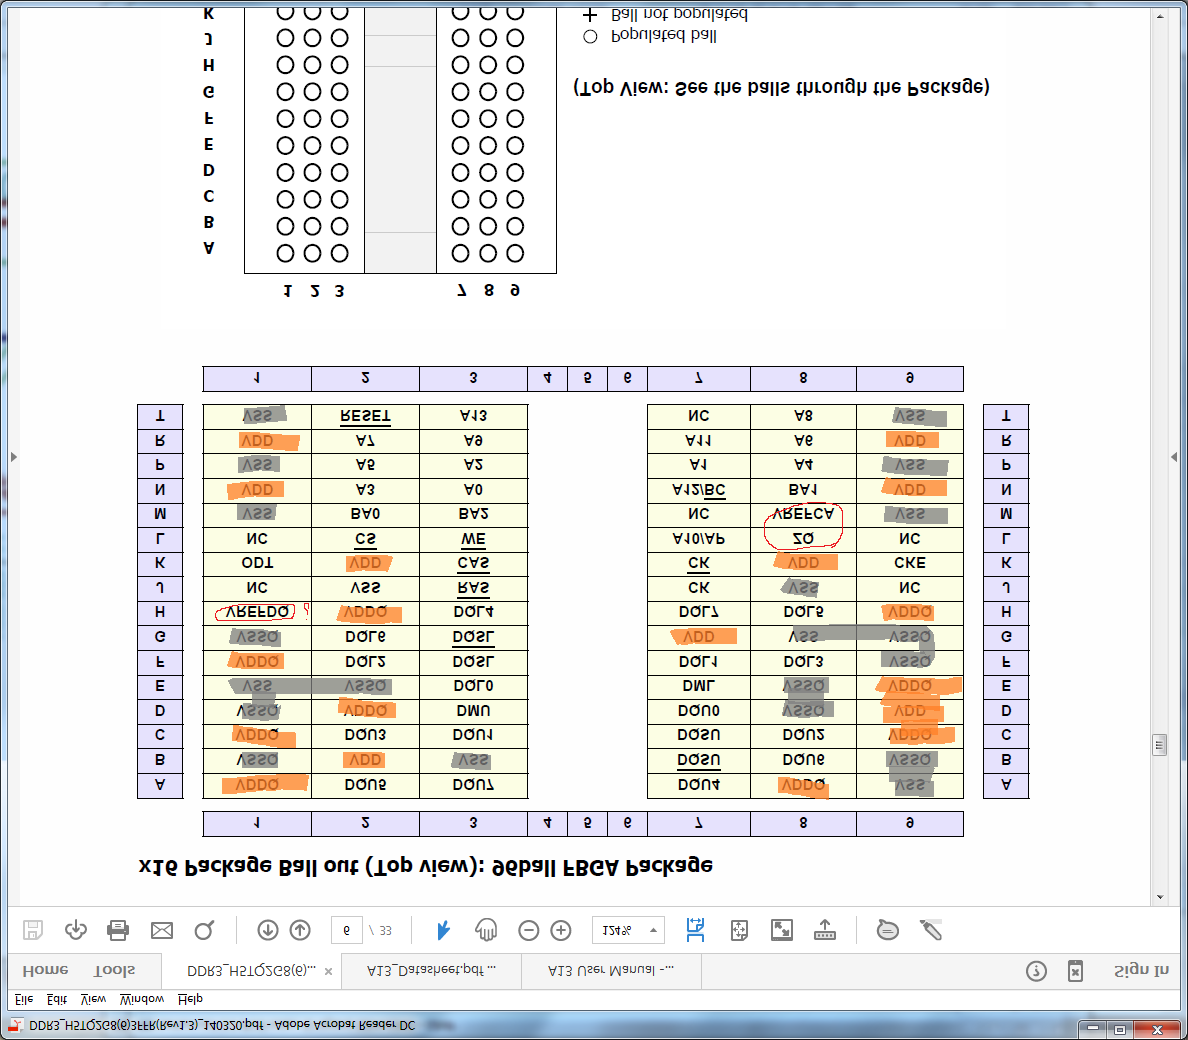 DDR3_H5TQ2G8(6)3FFR(Rev1.3)_140320.pdf - Adobe Acrobat Reader DC
File Edit View Window Help
Home Tools DDR3_H5TQ2G8(6)... × A13_Datasheet.pdf ... A13 User Manual -... Sign In
6 / 33 124%
x16 Package Ball out (Top view): 96ball FBGA Package
1 2 3 4 5 6 7 8 9
A VDDQ DQU5 DQU7 DQU4 VDDQ VSS A
B VSSQ VDD VSS DQSU DQU6 VSSQ B
C VDDQ DQU3 DQU1 DQSU DQU2 VDDQ C
D VSSQ VDDQ DMU DQU0 VSSQ VDD D
E VSS VSSQ DQL0 DML VSSQ VDDQ E
F VDDQ DQL2 DQSL DQL1 DQL3 VSSQ F
G VSSQ DQL6 DQSL VDD VSS VSSQ G
H VREFDQ VDDQ DQL4 DQL7 DQL5 VDDQ H
J NC VSS RAS CK VSS NC J
K ODT VDD CAS CK VDD CKE K
L NC CS WE A10/AP ZQ NC L
M VSS BA0 BA2 NC VREFCA VSS M
N VDD A3 A0 A12/BC BA1 VDD N
P VSS A5 A2 A1 A4 VSS P
R VDD A7 A9 A11 A6 VDD R
T VSS RESET A13 NC A8 VSS T
1 2 3 4 5 6 7 8 9
1 2 3 7 8 9
A
B
C
D
E
F
G
H
J
K
(Top View: See the balls through the Package)
Populated ball
Ball not populated